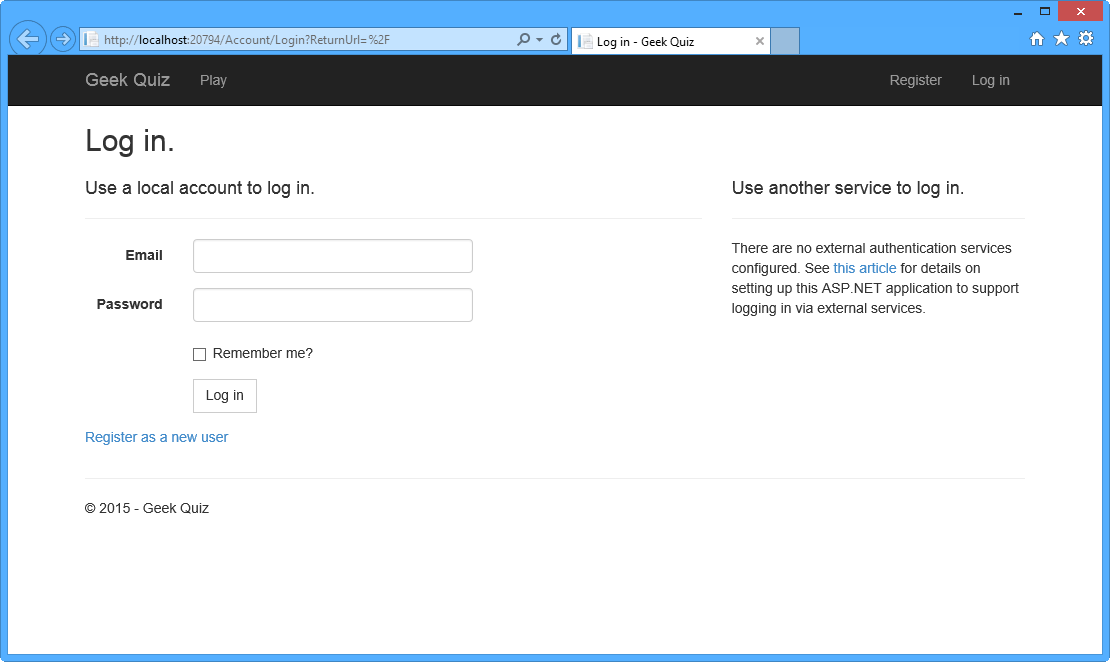 http://localhost:20794/Account/Login?ReturnUrl=%2F
Log in - Geek Quiz
Geek Quiz
Play
Register
Log in
Log in.
Use a local account to log in.
Email
Password
Remember me?
Log in
Register as a new user
Use another service to log in.
There are no external authentication services
configured. See this article for details on
setting up this ASP.NET application to support
logging in via external services.
© 2015 - Geek Quiz